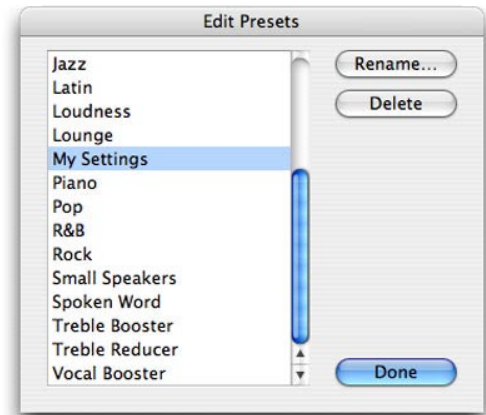 Edit Presets
Jazz
Latin
Loudness
Lounge
My Settings
Piano
Pop
R&B
Rock
Small Speakers
Spoken Word
Treble Booster
Treble Reducer
Vocal Booster
Rename...
Delete
Done